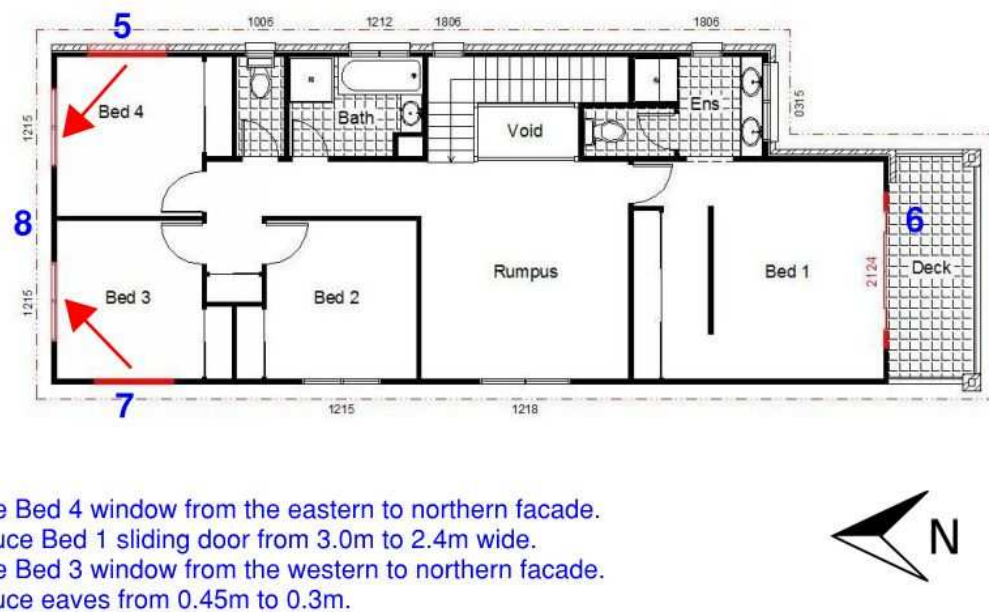 5
1005
1212
1806
1806
Bed 4
Bath
Void
Ens
0315
1215
8
6
Bed 3
Bed 2
Rumpus
Bed 1
2124
Deck
1215
7
1215
1218
e Bed 4 window from the eastern to northern facade.
uce Bed 1 sliding door from 3.0m to 2.4m wide.
e Bed 3 window from the western to northern facade.
uce eaves from 0.45m to 0.3m.
N